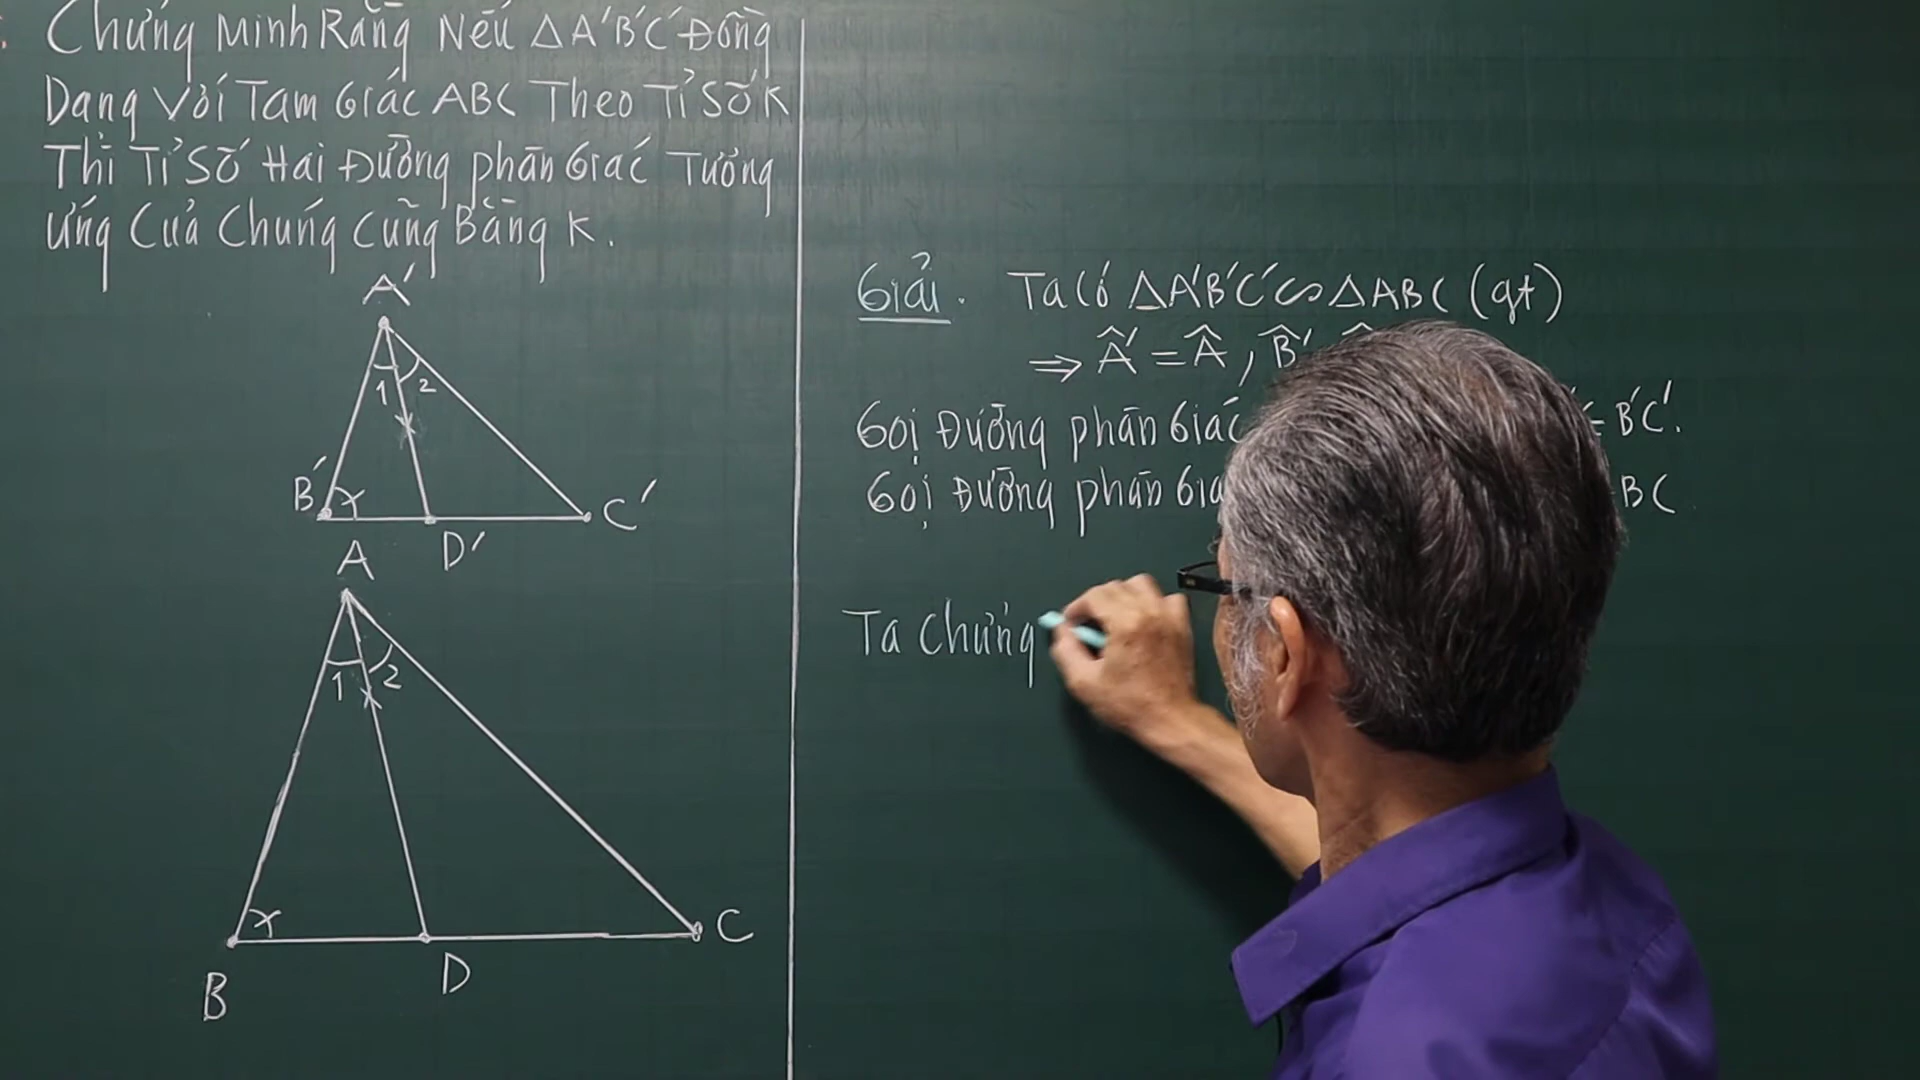 Chứng Minh Rằng Nếu ΔA'B'C' Đồng
Dạng Với Tam Giác ABC Theo Tỉ Số K
Thì Tỉ Số Hai Đường Phân Giác Tương
Ứng Của Chúng Cũng Bằng K.
A'
1 2
B' x
C'
D'
A
1 2
x
C
B
D
Giải. Ta Có ΔA'B'C' ∽ ΔABC (gt)
⇒ Â' = Â, B̂'
Gọi Đường Phân Giác B'C'.
Gọi Đường Phân BC
Ta Chứng